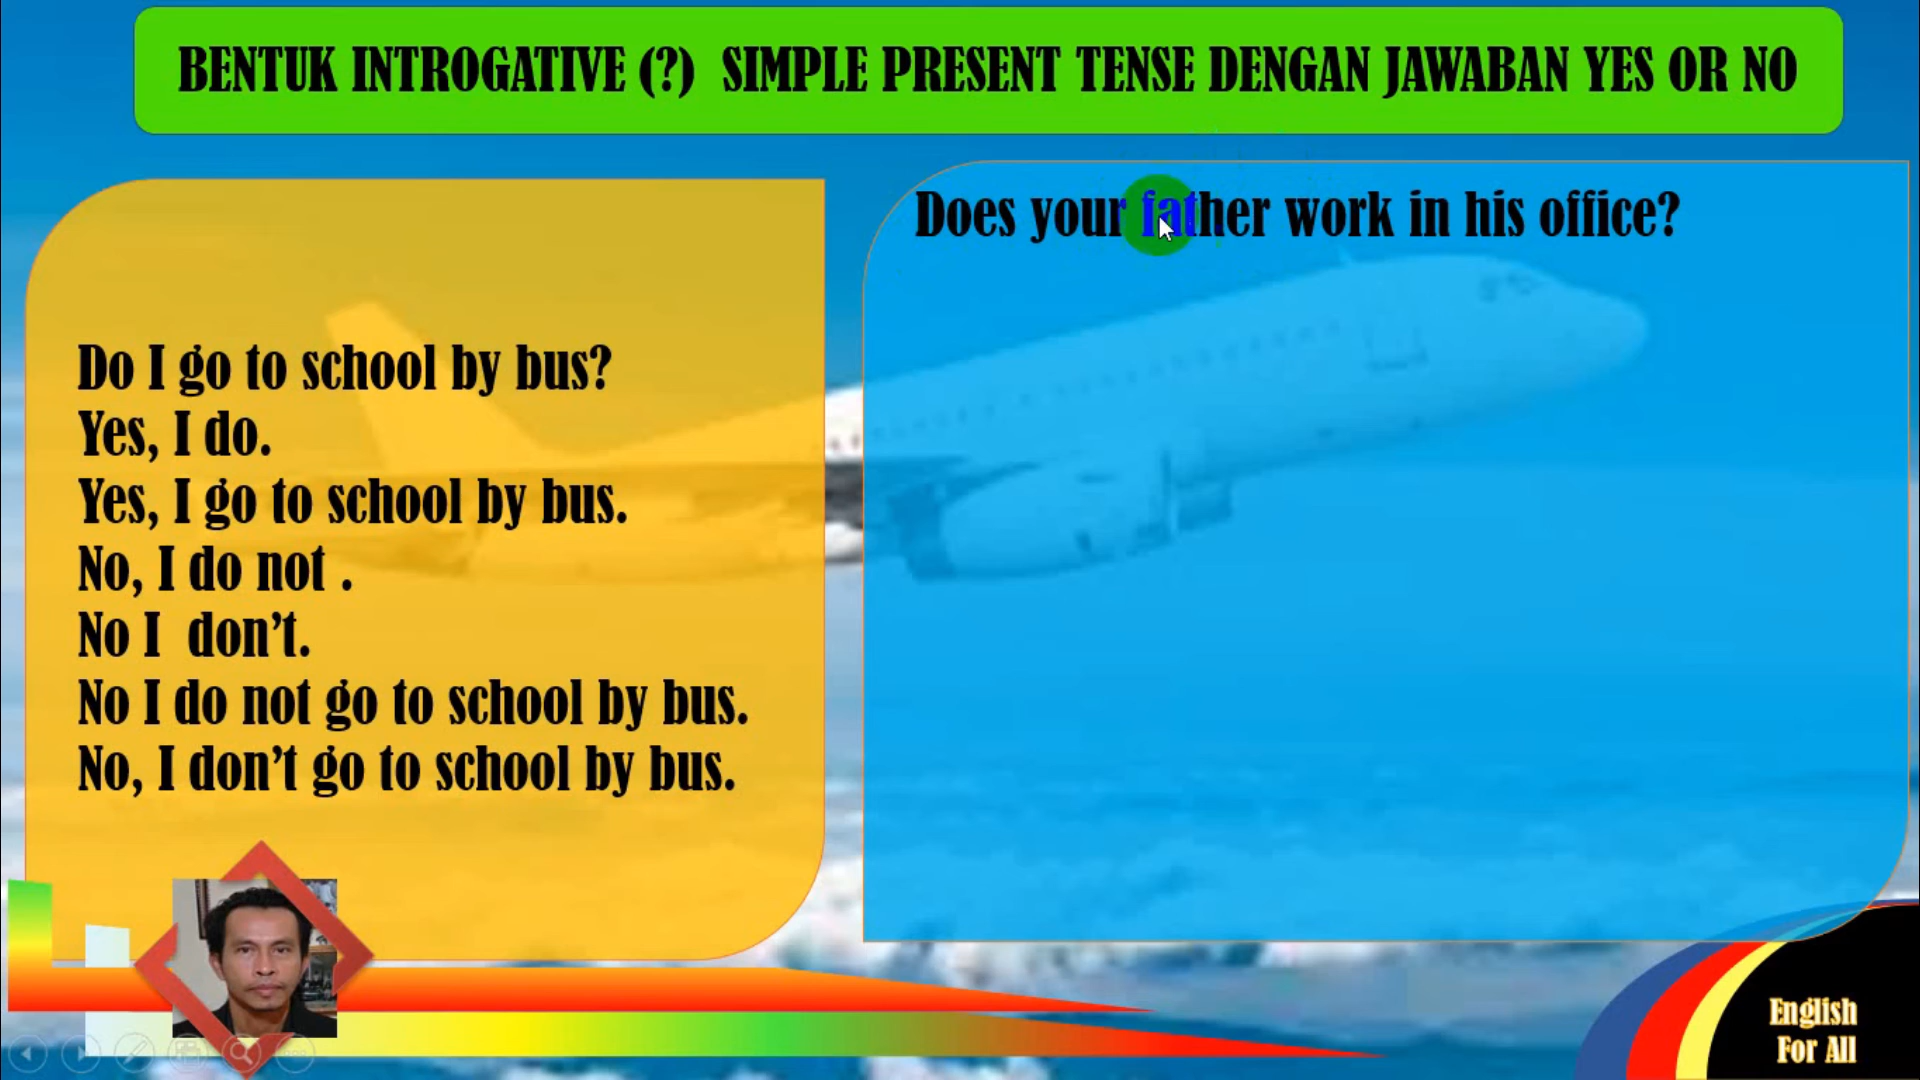 BENTUK INTROGATIVE (?) SIMPLE PRESENT TENSE DENGAN JAWABAN YES OR NO
Do I go to school by bus?
Yes, I do.
Yes, I go to school by bus.
No, I do not .
No I don’t.
No I do not go to school by bus.
No, I don’t go to school by bus.
Does your father work in his office?
English
For All